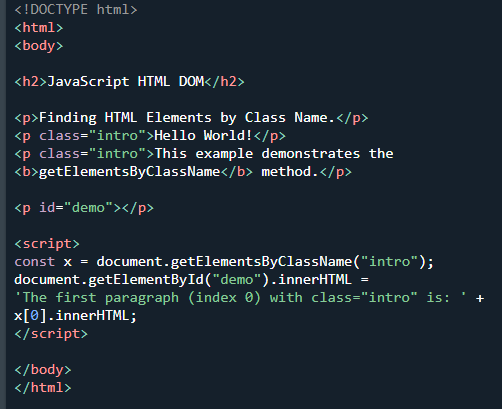 <!DOCTYPE html>
<html>
<body>
<h2>JavaScript HTML DOM</h2>
<p>Finding HTML Elements by Class Name.</p>
<p class="intro">Hello World!</p>
<p class="intro">This example demonstrates the
<b>getElementsByClassName</b> method.</p>
<p id="demo"></p>
<script>
const x = document.getElementsByClassName("intro");
document.getElementById("demo").innerHTML =
'The first paragraph (index 0) with class="intro" is: ' +
x[0].innerHTML;
</script>
</body>
</html>